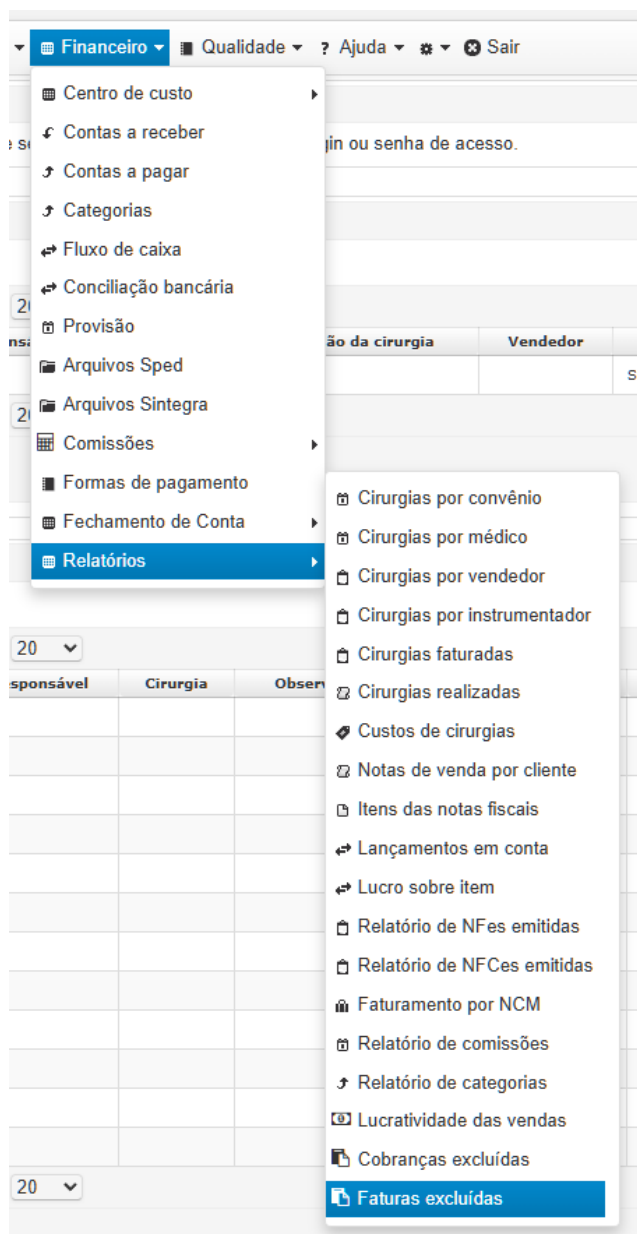 Financeiro Qualidade ? Ajuda Sair
Centro de custo
Contas a receber
gin ou senha de acesso.
Contas a pagar
Categorias
Fluxo de caixa
Conciliação bancária
Provisão
ão da cirurgia Vendedor
Arquivos Sped
Arquivos Sintegra
Comissões
Formas de pagamento
Fechamento de Conta
Relatórios
Cirurgias por convênio
Cirurgias por médico
Cirurgias por vendedor
Cirurgias por instrumentador
Cirurgias faturadas
Cirurgias realizadas
Custos de cirurgias
Notas de venda por cliente
Itens das notas fiscais
Lançamentos em conta
Lucro sobre item
Relatório de NFes emitidas
Relatório de NFCes emitidas
Faturamento por NCM
Relatório de comissões
Relatório de categorias
Lucratividade das vendas
Cobranças excluídas
Faturas excluídas
20
esponsável Cirurgia Observ
20